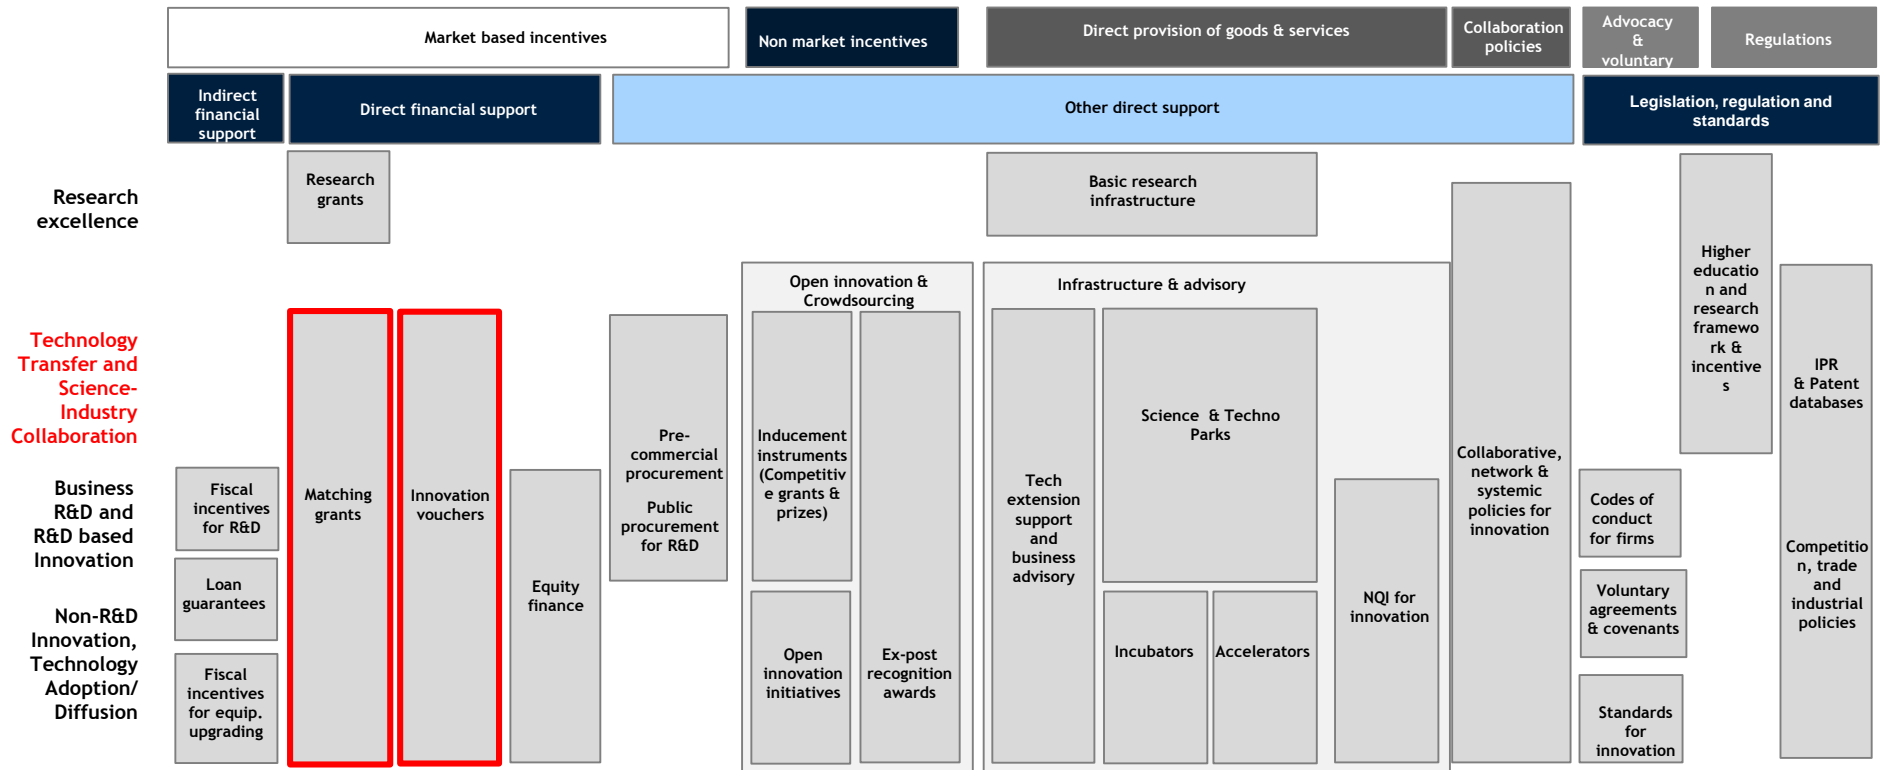 Market based incentives
Non market incentives
Direct provision of goods & services
Collaboration
policies
Advocacy
&
voluntary
Regulations
Indirect
financial
support
Direct financial support
Other direct support
Legislation, regulation and
standards
Research
excellence
Research
grants
Basic research
infrastructure
Technology
Transfer and
Science-
Industry
Collaboration
Business
R&D and
R&D based
Innovation
Non-R&D
Innovation,
Technology
Adoption/
Diffusion
Fiscal
incentives
for R&D
Loan
guarantees
Fiscal
incentives
for equip.
upgrading
Matching
grants
Innovation
vouchers
Equity
finance
Pre-
commercial
procurement
Public
procurement
for R&D
Open innovation &
Crowdsourcing
Inducement
instruments
(Competitiv
e grants &
prizes)
Open
innovation
initiatives
Ex-post
recognition
awards
Infrastructure & advisory
Tech
extension
support
and
business
advisory
Science & Techno
Parks
Incubators
Accelerators
NQI for
innovation
Collaborative,
network &
systemic
policies for
innovation
Codes of
conduct
for firms
Voluntary
agreements
& covenants
Standards
for
innovation
Higher
educatio
n and
research
framewo
rk &
incentive
s
IPR
& Patent
databases
Competitio
n, trade
and
industrial
policies